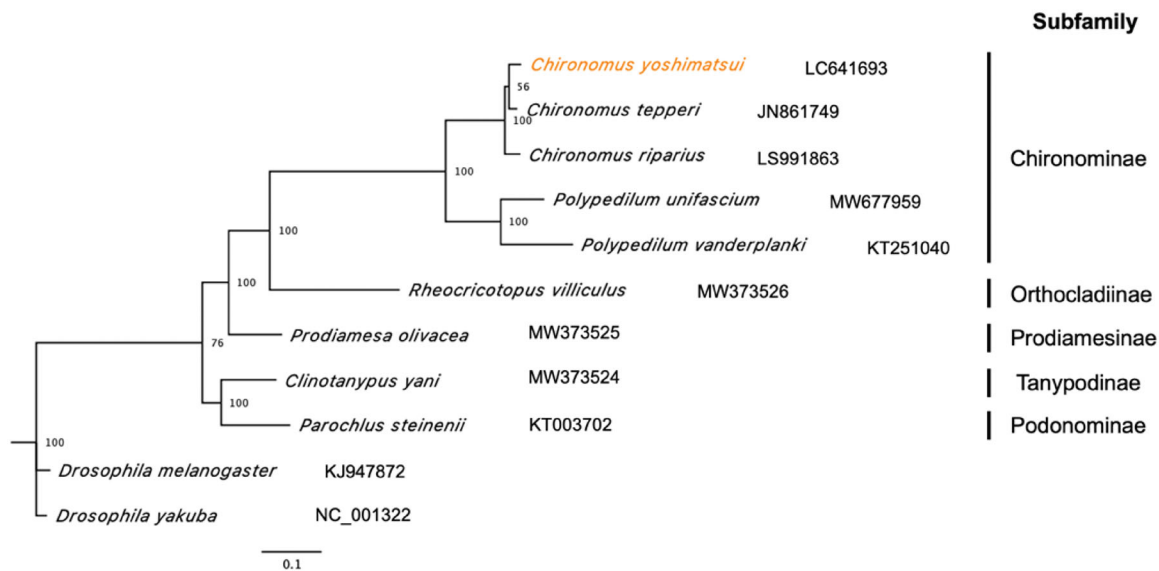 Subfamily
Chironomus yoshimatsui LC641693
56
Chironomus tepperi JN861749
100
Chironomus riparius LS991863
Chironominae
100
Polypedilum unifascium MW677959
100
Polypedilum vanderplanki KT251040
100
Rheocricotopus villiculus MW373526 Orthocladiinae
100
Prodiamesa olivacea MW373525 Prodiamesinae
76
Clinotanypus yani MW373524 Tanypodinae
100
Parochlus steinenii KT003702 Podonominae
100
Drosophila melanogaster KJ947872
Drosophila yakuba NC_001322
0.1